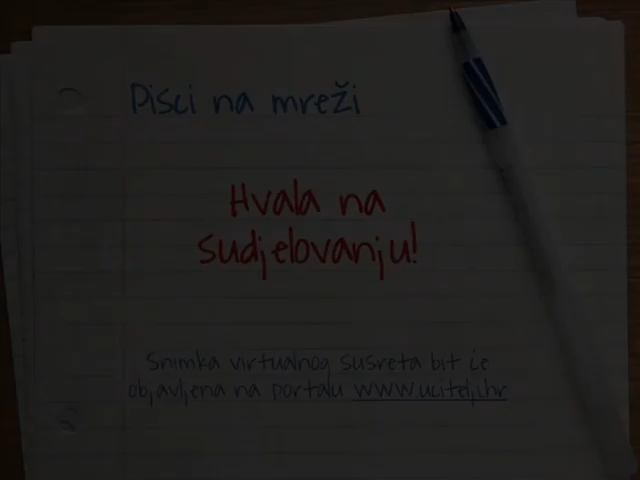 Pisci na mreži
Hvala na
sudjelovanju!
Snimka virtualnog susreta bit će
objavljena na portalu www.ucitelji.hr